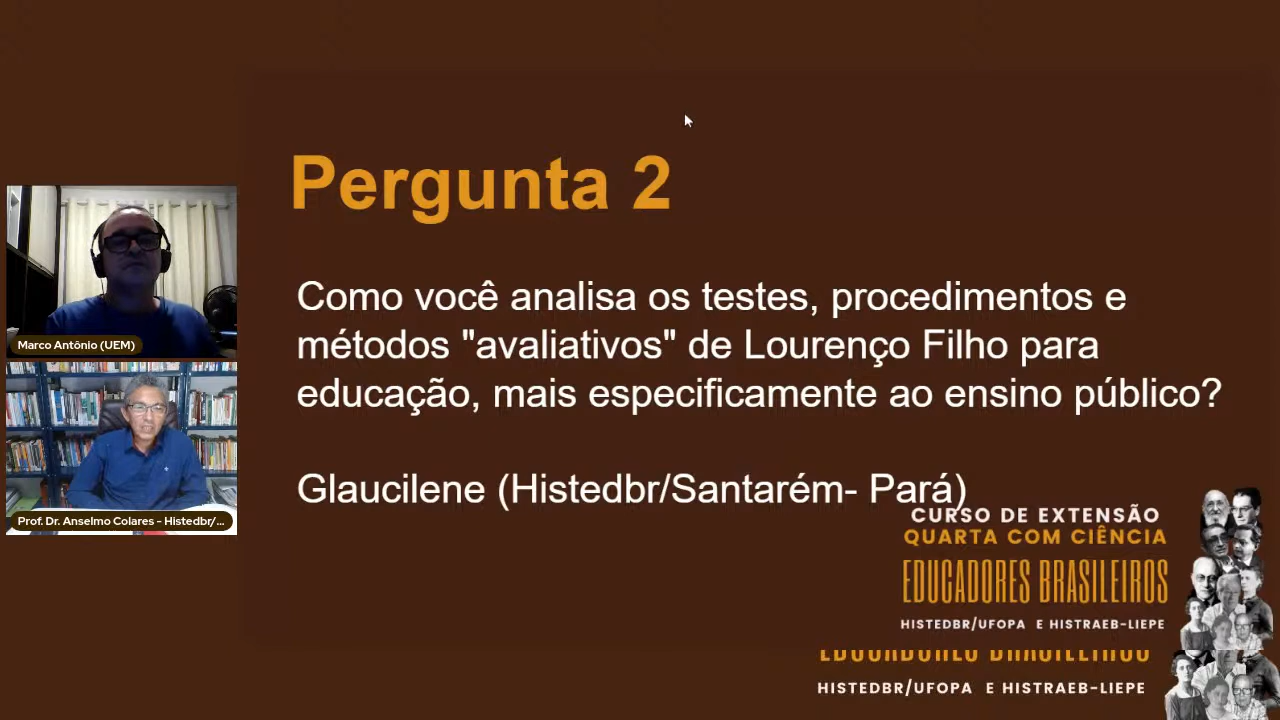 Pergunta 2
Como você analisa os testes, procedimentos e
métodos "avaliativos" de Lourenço Filho para
educação, mais especificamente ao ensino público?
Glaucilene (Histedbr/Santarém- Pará)
Marco Antônio (UEM)
Prof. Dr. Anselmo Colares - Histedbr/...
CURSO DE EXTENSÃO
QUARTA COM CIÊNCIA
EDUCADORES BRASILEIROS
HISTEDBR/UFOPA E HISTRAEB-LIEPE
EDUCADORES BRASILEIROS
HISTEDBR/UFOPA E HISTRAEB-LIEPE